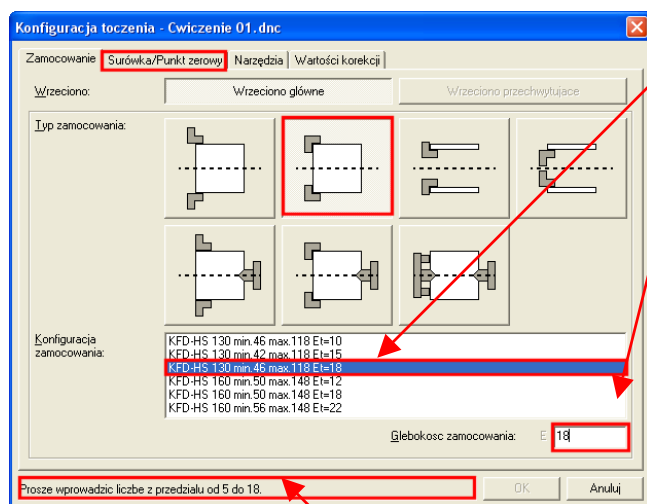 Konfiguracja toczenia - Cwiczenie 01.dnc
Zamocowanie Surówka/Punkt zerowy Narzędzia Wartości korekcji
Wrzeciono: Wrzeciono główne Wrzeciono przechwytujace
Typ zamocowania:
Konfiguracja zamocowania:
KFD-HS 130 min.46 max.118 Et=10
KFD-HS 130 min.42 max.118 Et=15
KFD-HS 130 min.46 max.118 Et=18
KFD-HS 160 min.50 max.148 Et=12
KFD-HS 160 min.50 max.148 Et=18
KFD-HS 160 min.56 max.148 Et=22
Glebokosc zamocowania: E 18
Prosze wprowadzic liczbe z przedzialu od 5 do 18. OK Anuluj